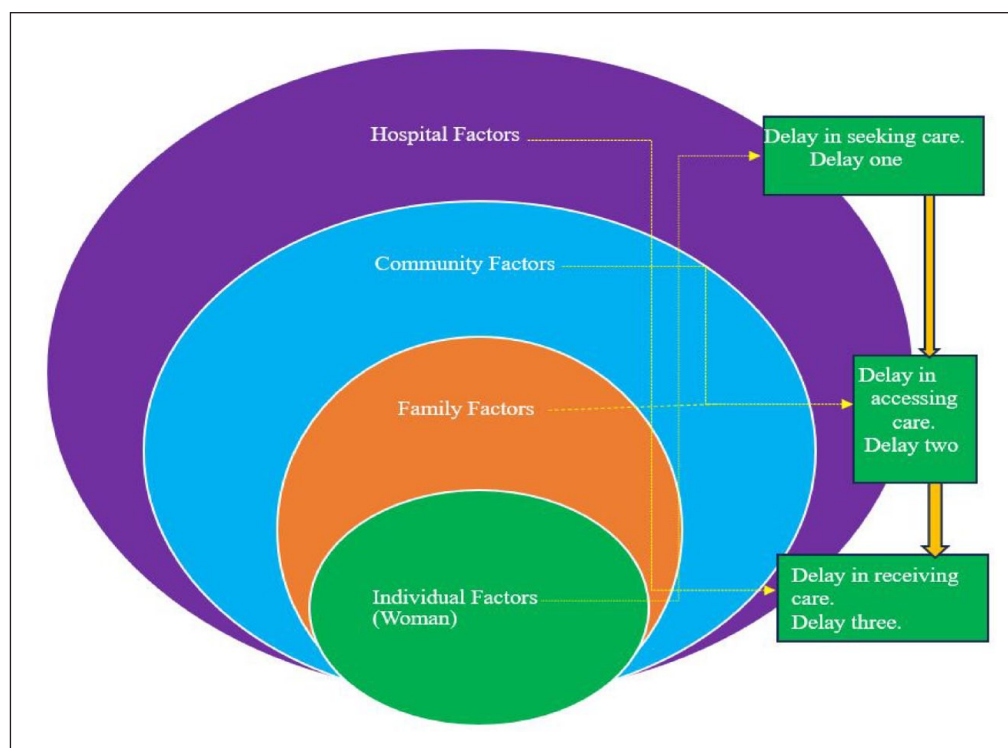 Hospital Factors
Delay in seeking care.
Delay one
Community Factors
Family Factors
Delay in
accessing
care.
Delay two
Individual Factors
(Woman)
Delay in receiving
care.
Delay three.